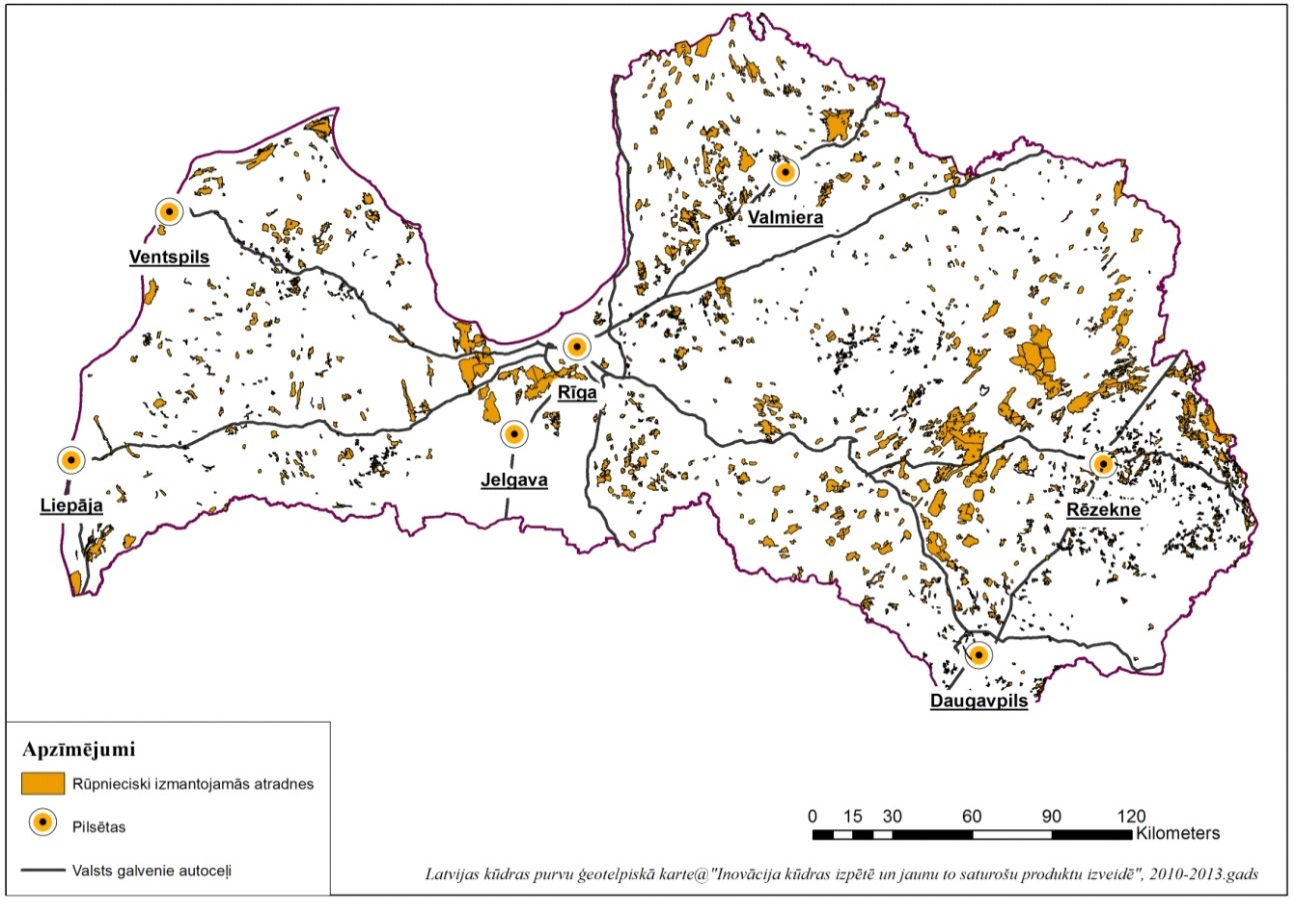 Valmiera
Ventspils
Rīga
Jelgava
Liepāja
Rēzekne
Daugavpils
Apzīmējumi
Rūpnieciski izmantojamās atradnes
Pilsētas
Valsts galvenie autoceļi
0 15 30 60 90 120
Kilometers
Latvijas kūdras purvu ģeotelpiskā karte@"Inovācija kūdras izpētē un jaunu to saturošu produktu izveidē", 2010-2013.gads